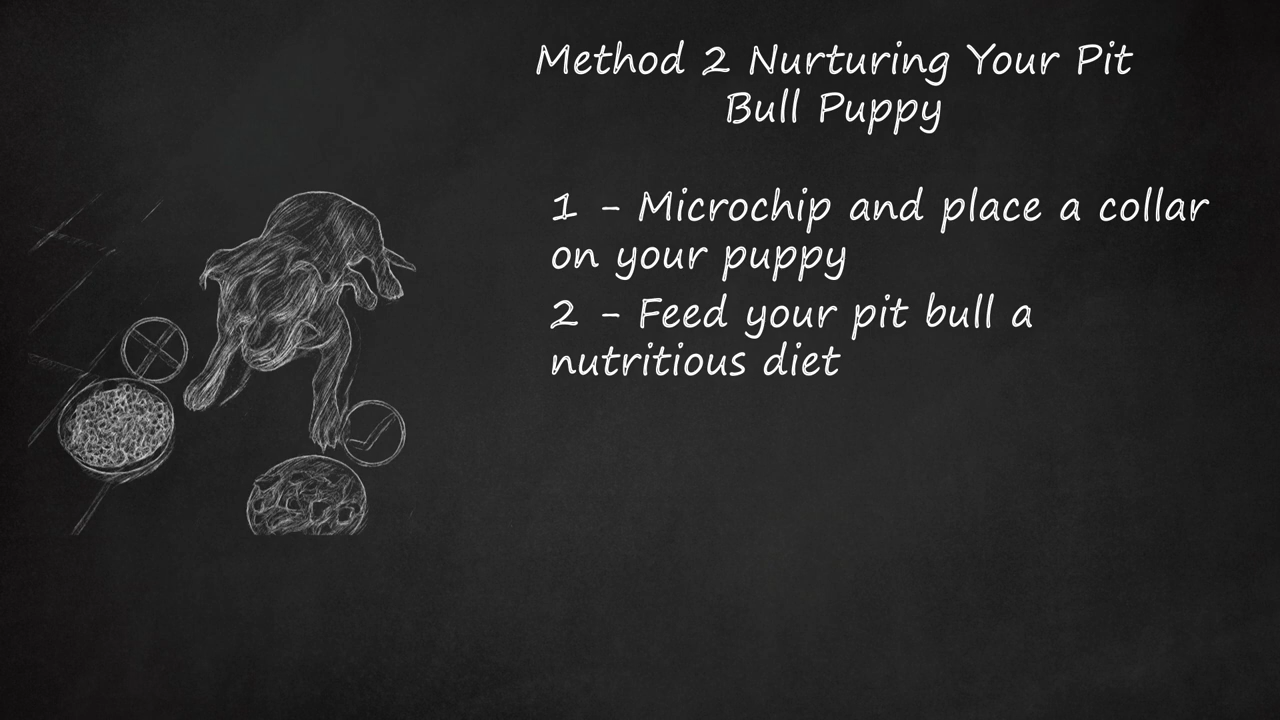 Method 2 Nurturing Your Pit
Bull Puppy
1 - Microchip and place a collar
on your puppy
2 - Feed your pit bull a
nutritious diet